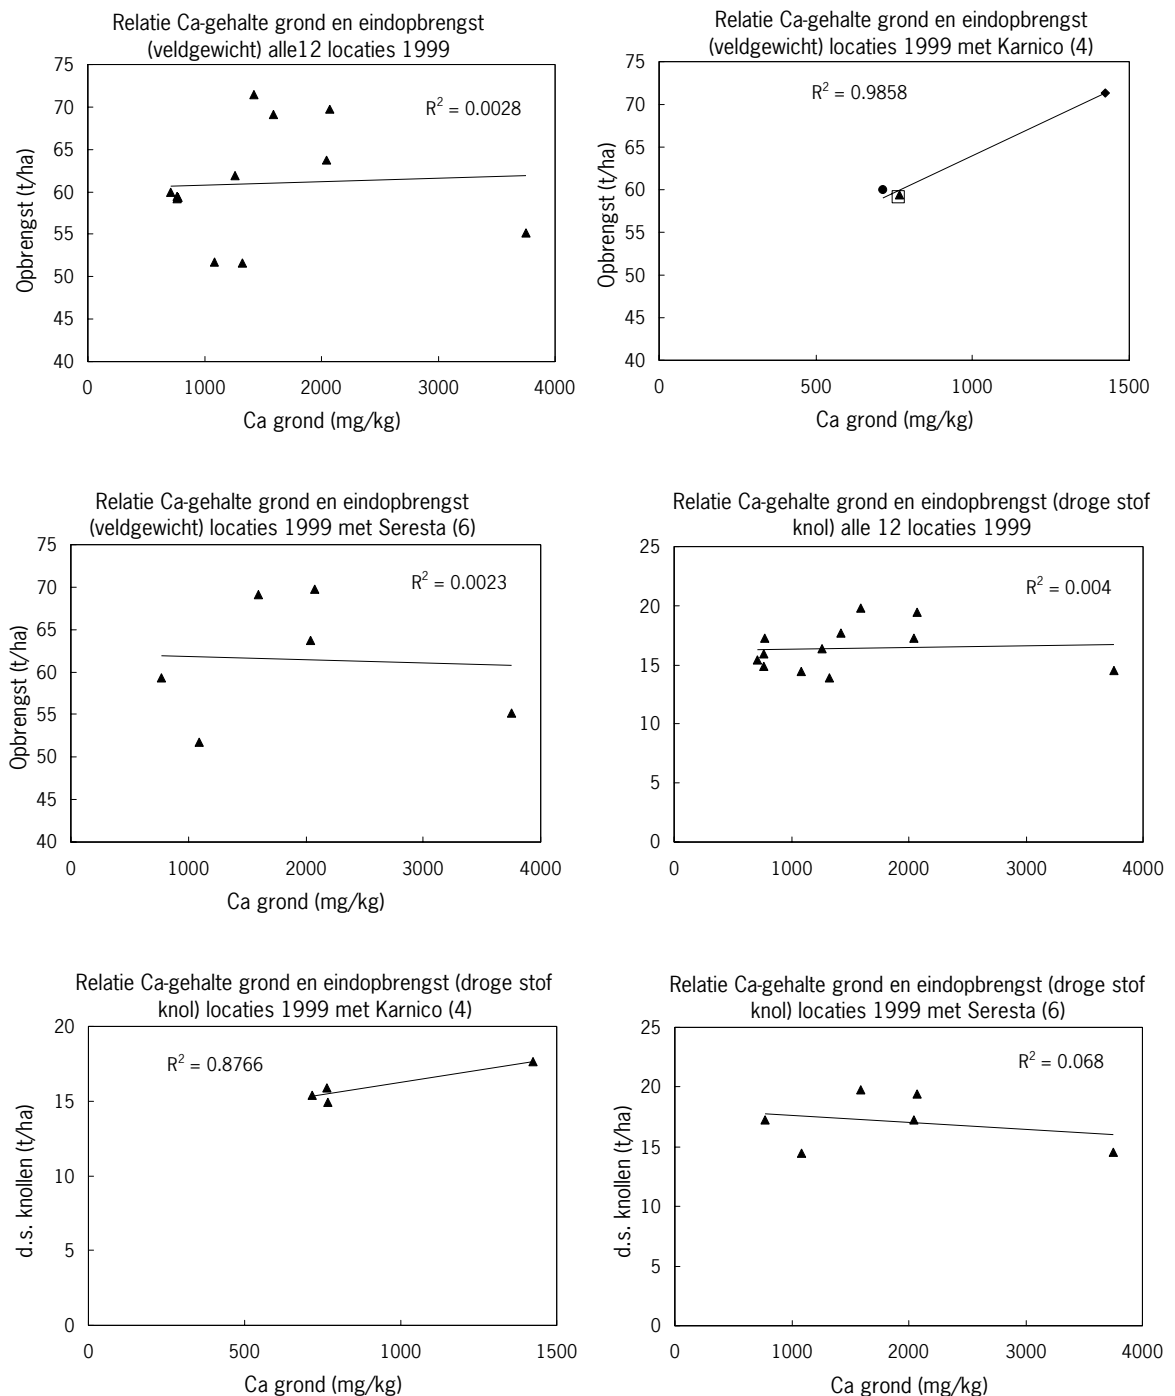 Relatie Ca-gehalte grond en eindopbrengst
(veldgewicht) alle12 locaties 1999
75
70
65
60
55
50
45
40
R² = 0.0028
Opbrengst (t/ha)
0 1000 2000 3000 4000
Ca grond (mg/kg)
Relatie Ca-gehalte grond en eindopbrengst
(veldgewicht) locaties 1999 met Karnico (4)
75
70
65
60
55
50
45
40
R² = 0.9858
Opbrengst (t/ha)
0 500 1000 1500
Ca grond (mg/kg)
Relatie Ca-gehalte grond en eindopbrengst
(veldgewicht) locaties 1999 met Seresta (6)
75
70
65
60
55
50
45
40
R² = 0.0023
Opbrengst (t/ha)
0 1000 2000 3000 4000
Ca grond (mg/kg)
Relatie Ca-gehalte grond en eindopbrengst (droge stof
knol) alle 12 locaties 1999
25
20
15
10
5
0
R² = 0.004
0 1000 2000 3000 4000
Relatie Ca-gehalte grond en eindopbrengst (droge stof
knol) locaties 1999 met Karnico (4)
20
15
10
5
0
R² = 0.8766
d.s. knollen (t/ha)
0 500 1000 1500
Ca grond (mg/kg)
Relatie Ca-gehalte grond en eindopbrengst (droge stof
knol) locaties 1999 met Seresta (6)
25
20
15
10
5
0
R² = 0.068
d.s. knollen (t/ha)
0 1000 2000 3000 4000
Ca grond (mg/kg)